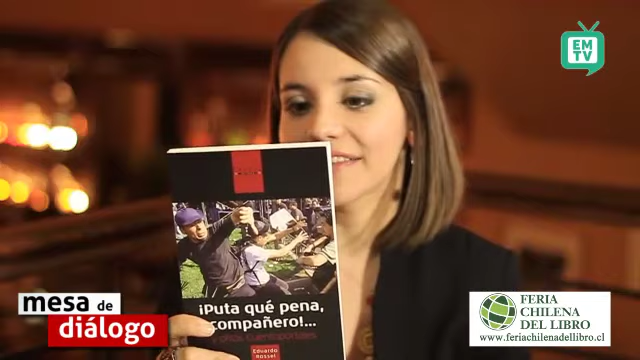 EM
TV
¡Puta qué pena,
compañero!...
Eduardo
Rossel
mesa de
diálogo
FERIA
CHILENA
DEL LIBRO
www.feriachilenadellibro.cl